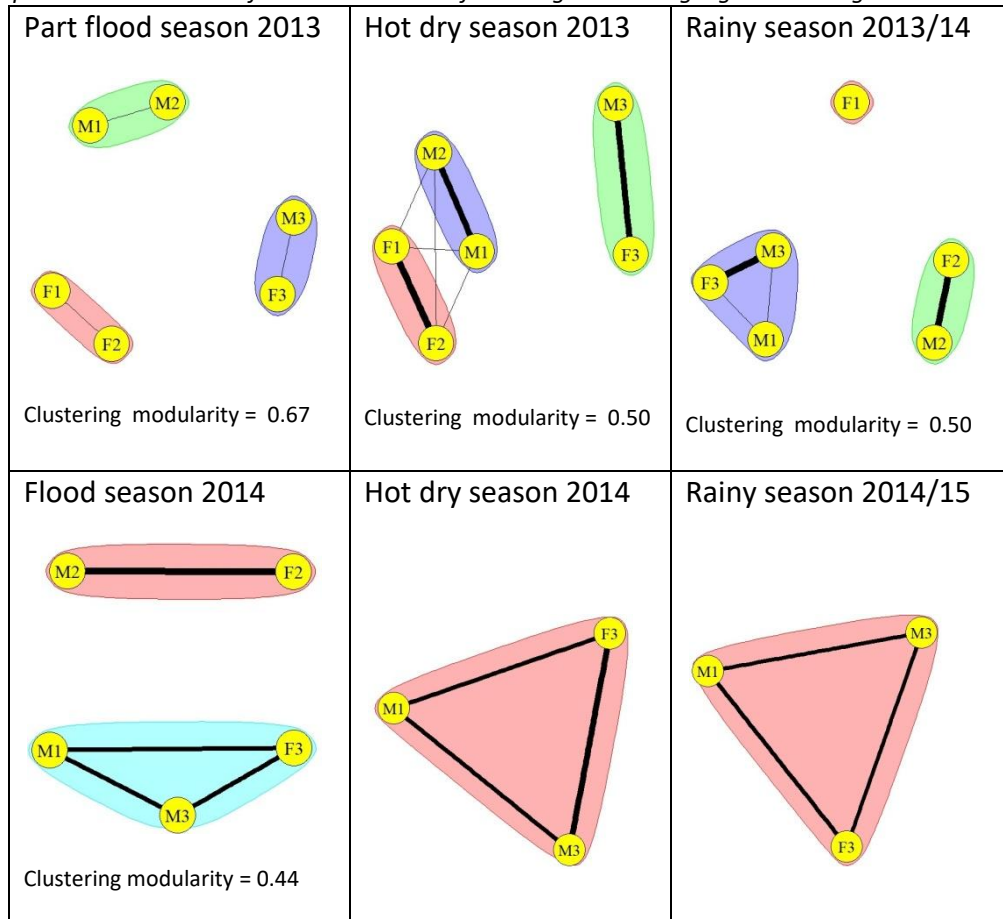 Part flood season 2013
M1
M2
M3
F3
F1
F2
Clustering modularity = 0.67
Hot dry season 2013
M3
M2
F1
M1
F3
F2
Clustering modularity = 0.50
Rainy season 2013/14
F1
M3
F2
F3
M1
M2
Clustering modularity = 0.50
Flood season 2014
M2
F2
M1
F3
M3
Clustering modularity = 0.44
Hot dry season 2014
F3
M1
M3
Rainy season 2014/15
M3
M1
F3